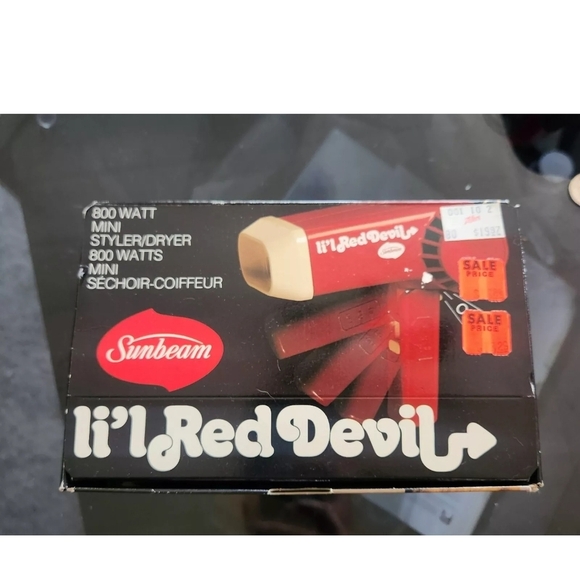 800 WATT
MINI
STYLER/DRYER
800 WATTS
MINI
SÉCHOIR-COIFFEUR
li'l Red Devil
Sunbeam
SALE
PRICE
SALE
PRICE
Sunbeam
li'l Red Devil